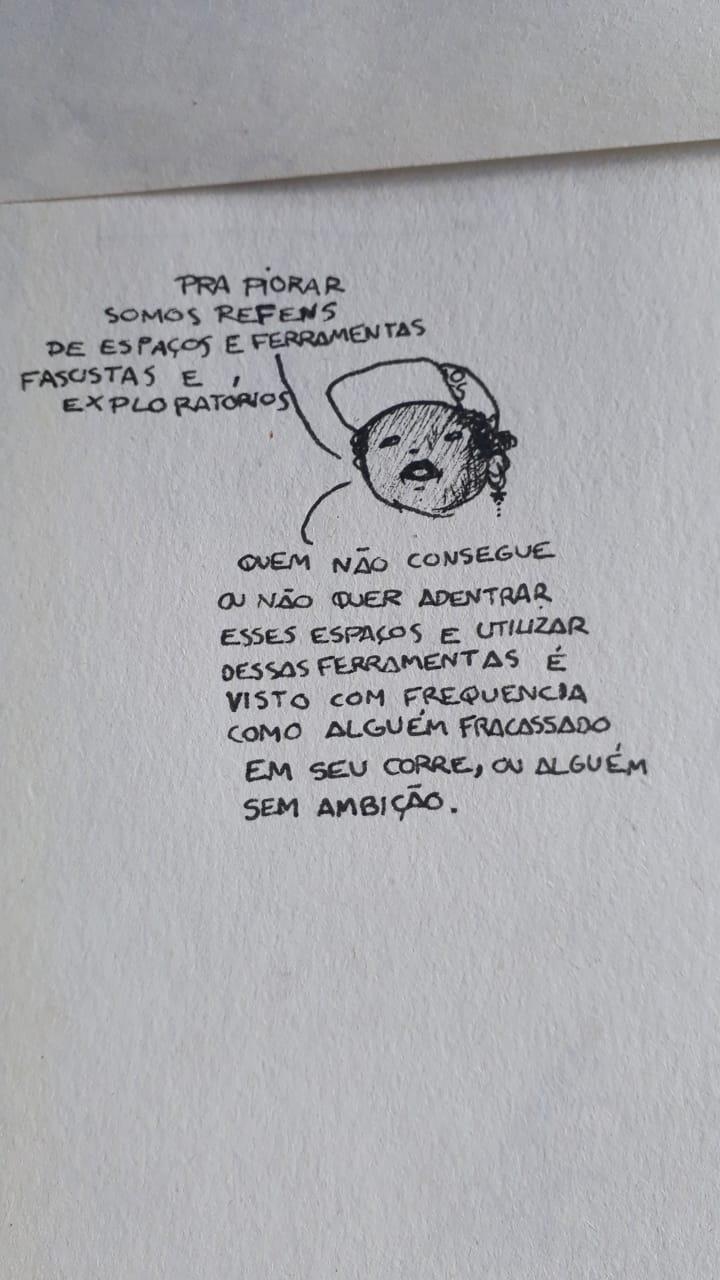 PRA PIORAR
SOMOS REFENS
DE ESPAÇOS E FERRAMENTAS
FASCISTAS E
EXPLORATÓRIOS
QUEM NÃO CONSEGUE
OU NÃO QUER ADENTRAR
ESSES ESPAÇOS E UTILIZAR
DESSAS FERRAMENTAS É
VISTO COM FREQUENCIA
COMO ALGUÉM FRACASSADO
EM SEU CORRE, OU ALGUÉM
SEM AMBIÇÃO.